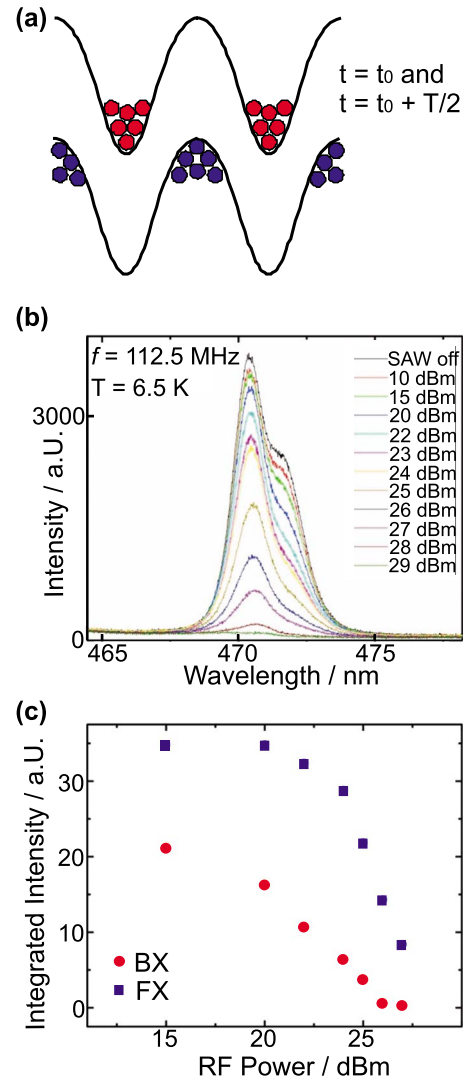 (a)
t = t₀ and
t = t₀ + T/2
(b)
f = 112.5 MHz
T = 6.5 K
SAW off
10 dBm
15 dBm
20 dBm
22 dBm
23 dBm
24 dBm
25 dBm
26 dBm
27 dBm
28 dBm
29 dBm
3000
0
Intensity / a.U.
465 470 475
Wavelength / nm
(c)
Integrated Intensity / a.U.
30
20
10
0
BX
FX
15 20 25
RF Power / dBm